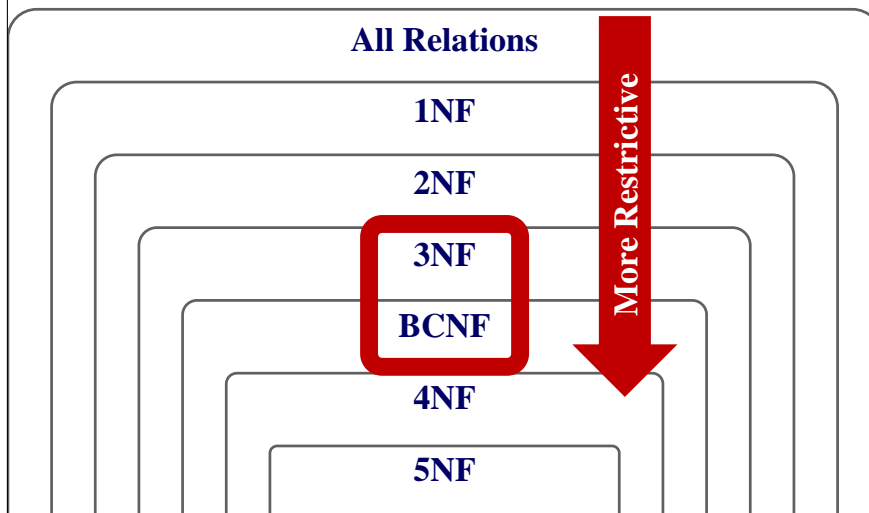 All Relations
1NF
2NF
3NF
BCNF
4NF
5NF
More Restrictive